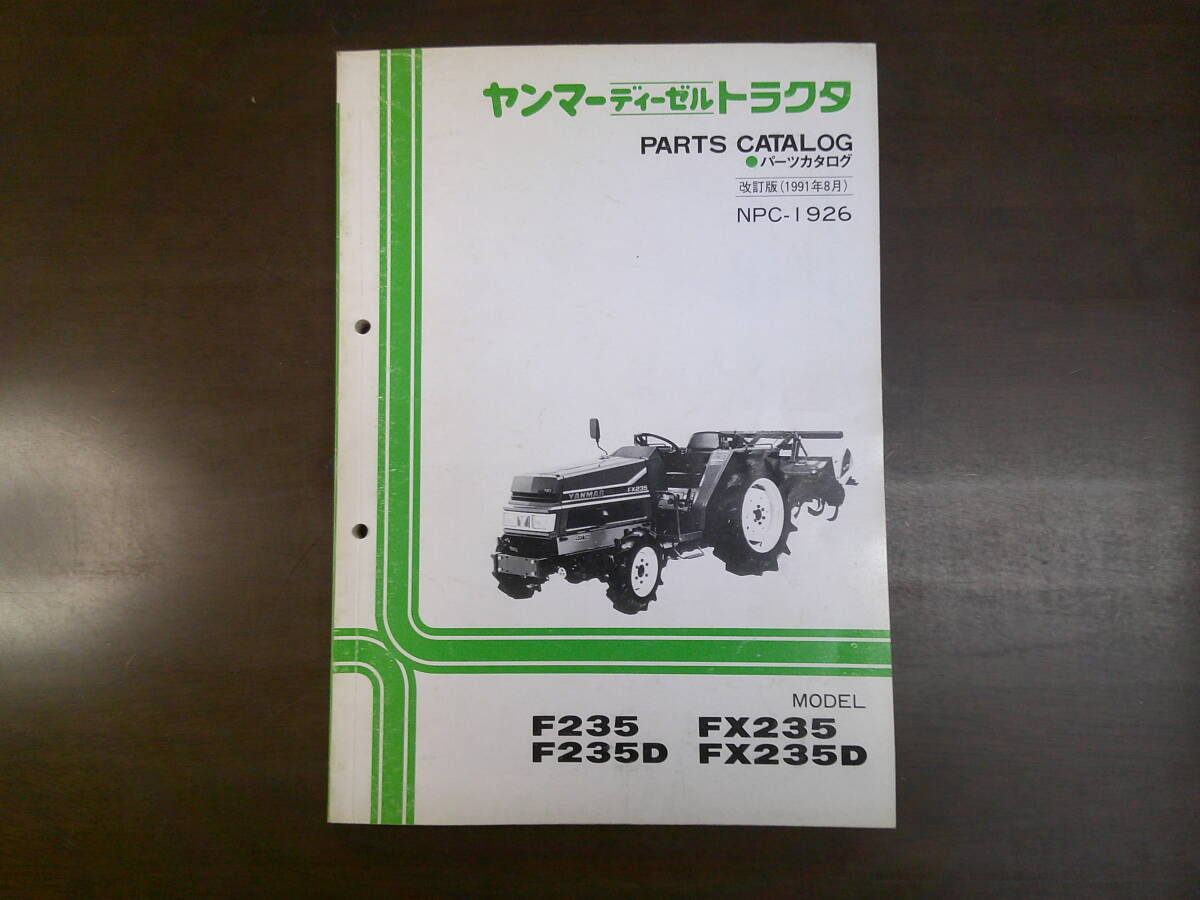 ヤンマーディーゼルトラクタ
PARTS CATALOG
●パーツカタログ
改訂版(1991年8月)
NPC-1926
YANMAR FX235
MODEL
F235 FX235
F235D FX235D